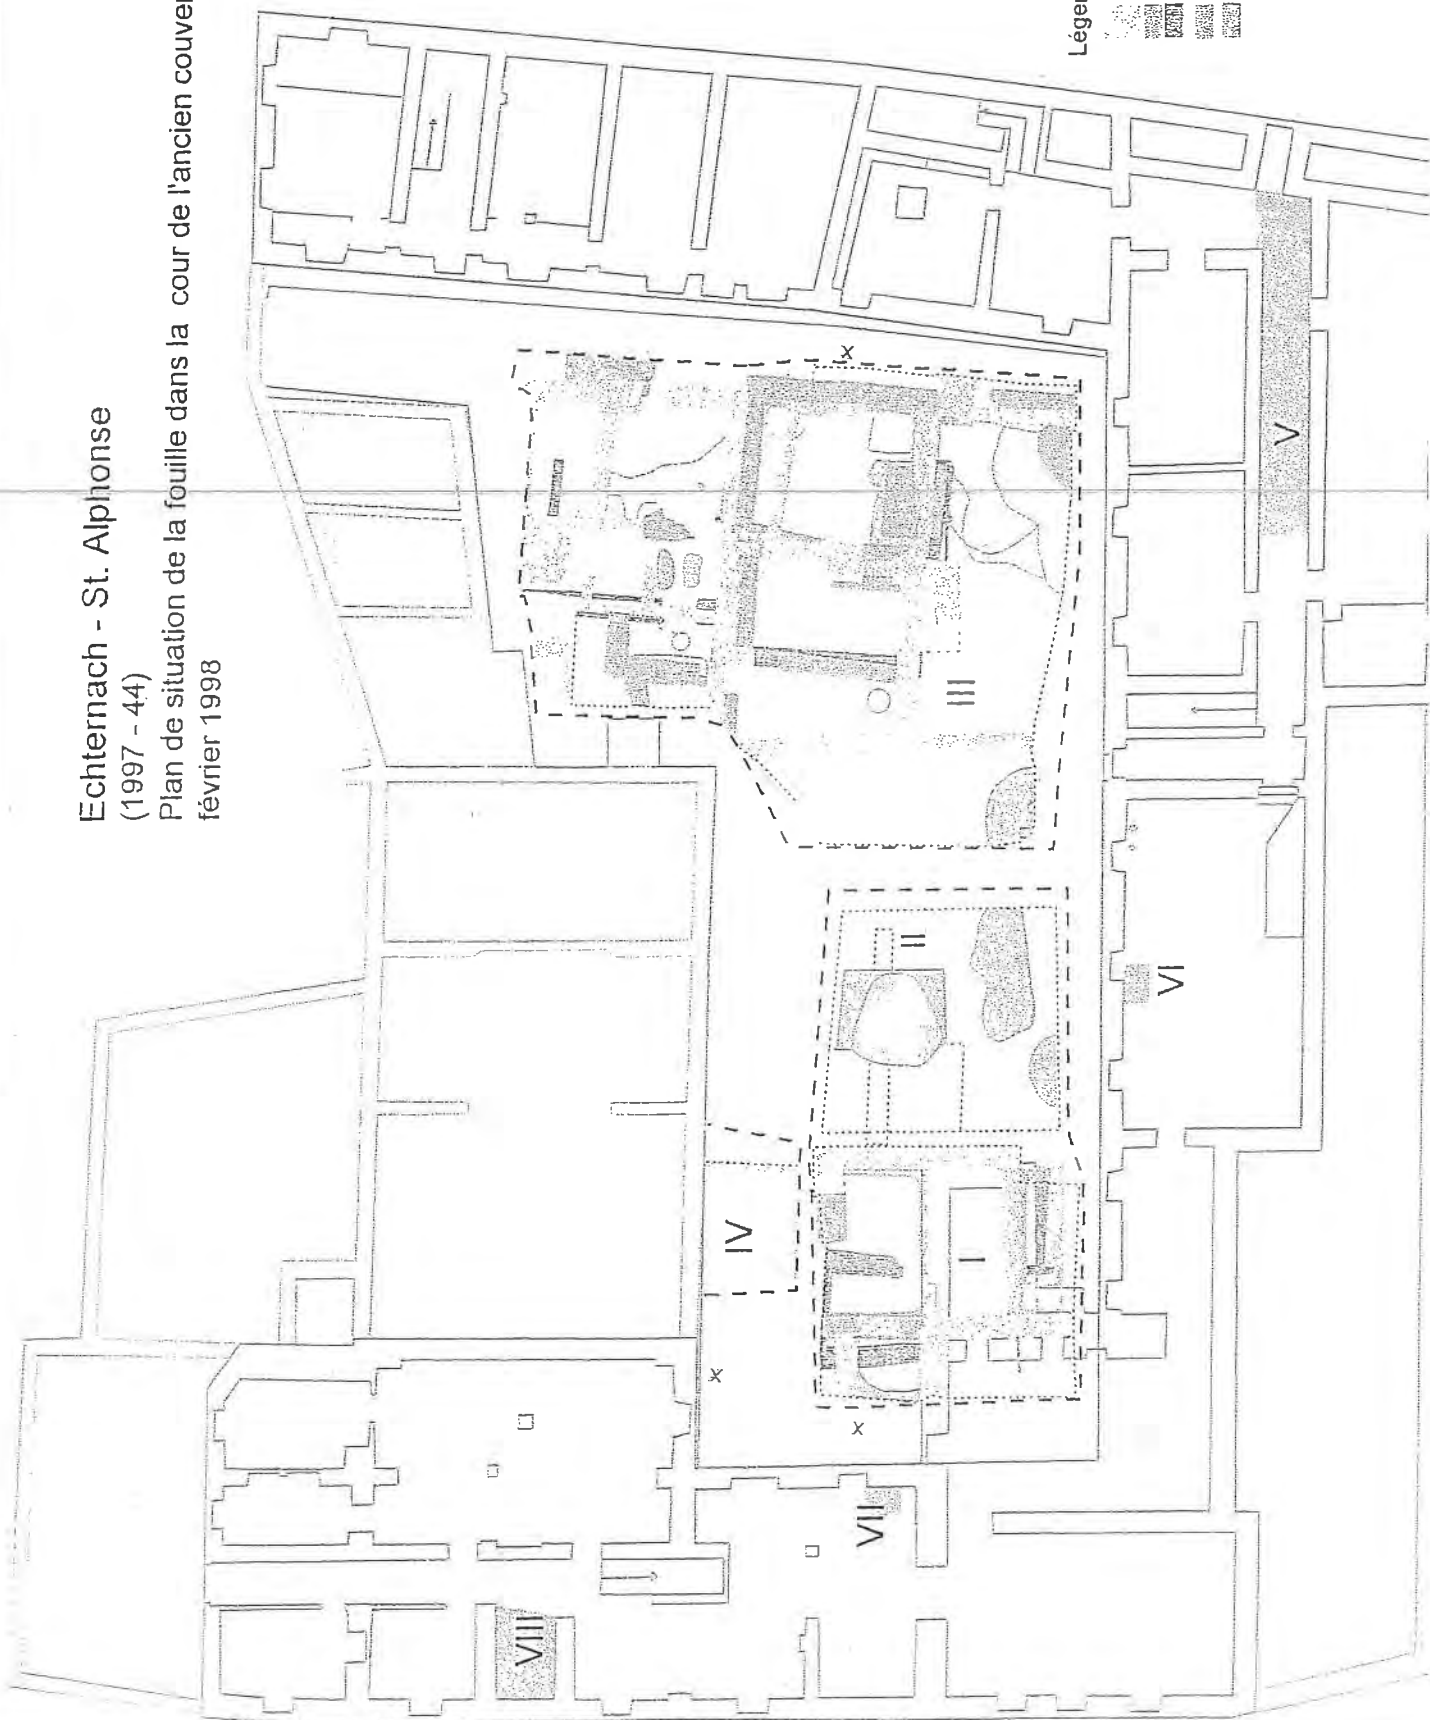 Echternach - St. Alphonse
(1997 - 44)
Plan de situation de la fouille dans la cour de l'ancien couver
février 1998
Légen
I
II
III
IV
V
VI
VII
VIII
x
x
x